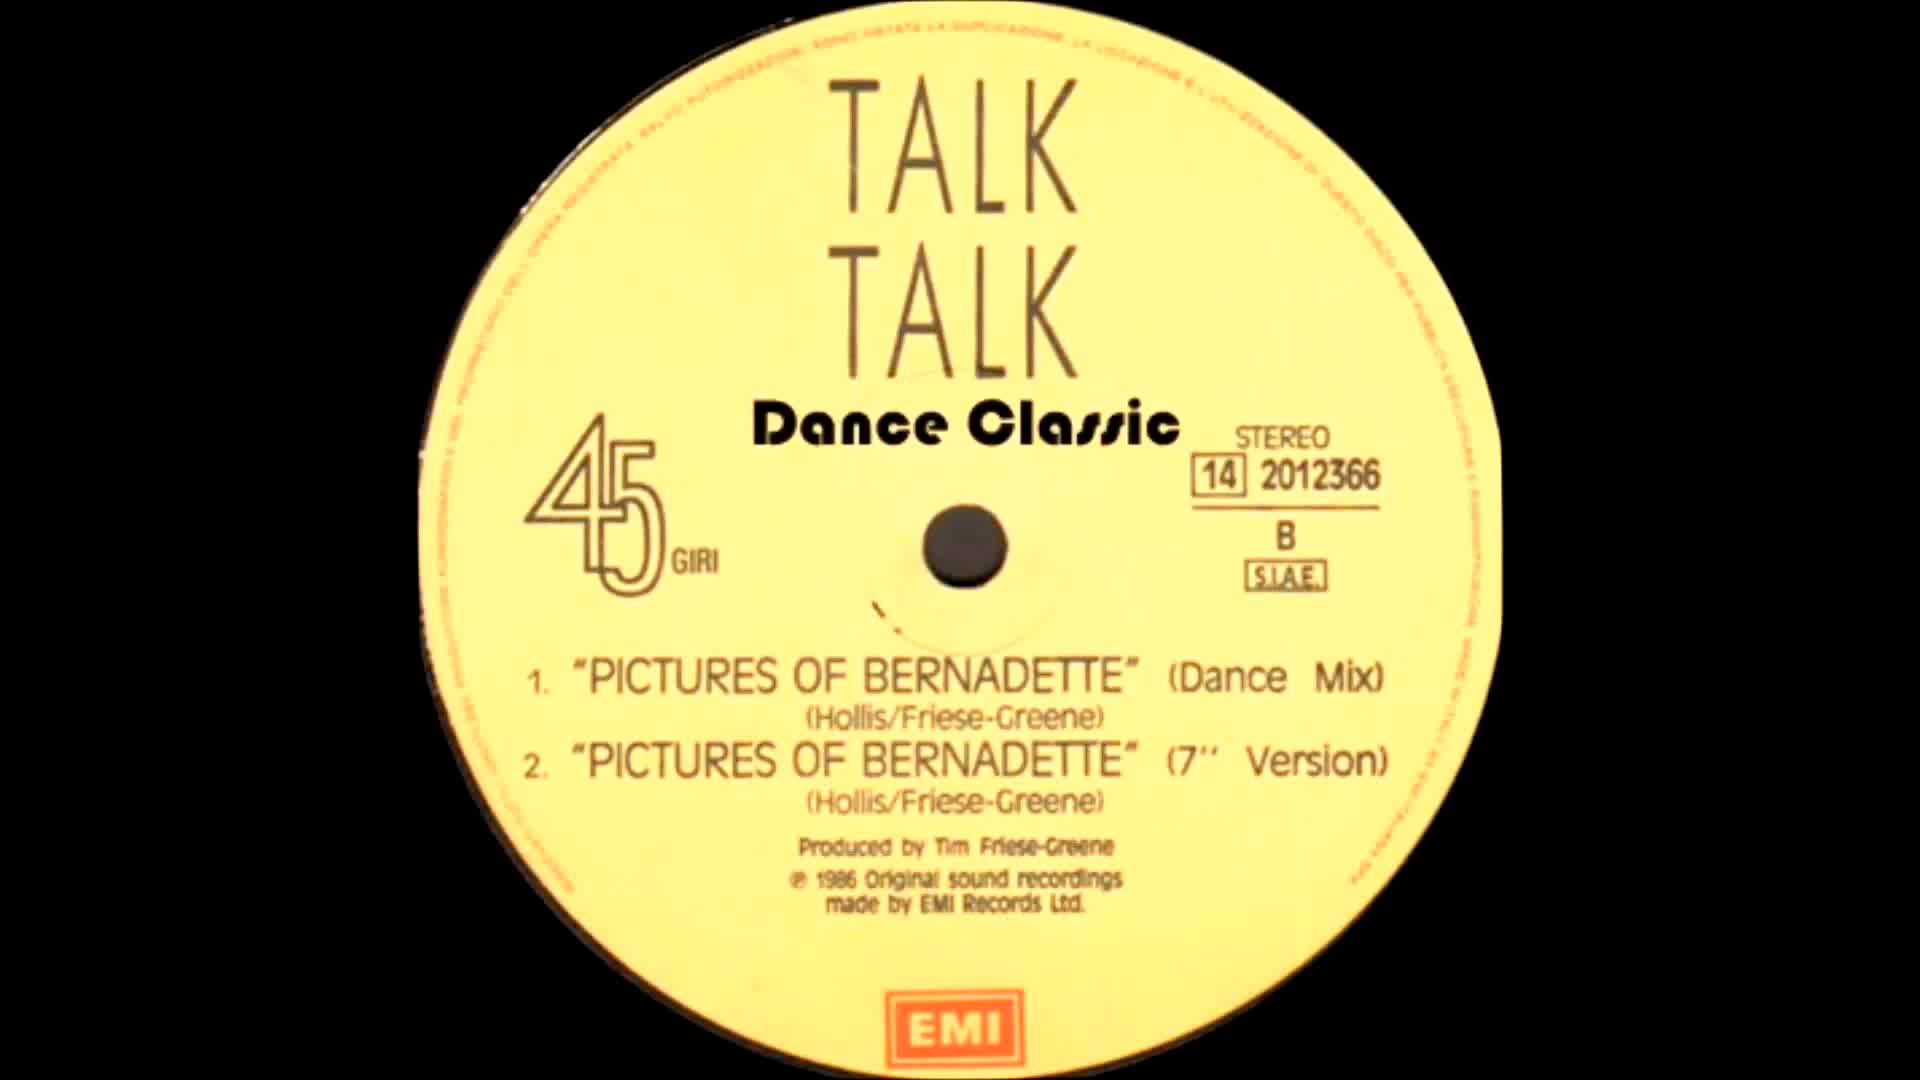 TALK
TALK
Dance Classic
45 GIRI
STEREO
14 2012366
B
S.I.A.E.
1. "PICTURES OF BERNADETTE" (Dance Mix)
(Hollis/Friese-Greene)
2. "PICTURES OF BERNADETTE" (7'' Version)
(Hollis/Friese-Greene)
Produced by Tim Friese-Greene
℗ 1986 Original sound recordings
made by EMI Records Ltd.
EMI